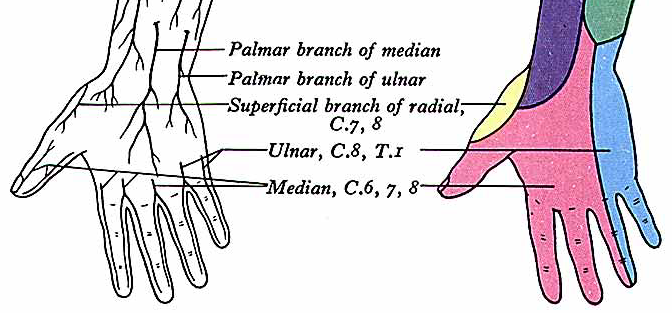 Palmar branch of median
Palmar branch of ulnar
Superficial branch of radial,
C.7, 8
Ulnar, C.8, T.1
Median, C.6, 7, 8